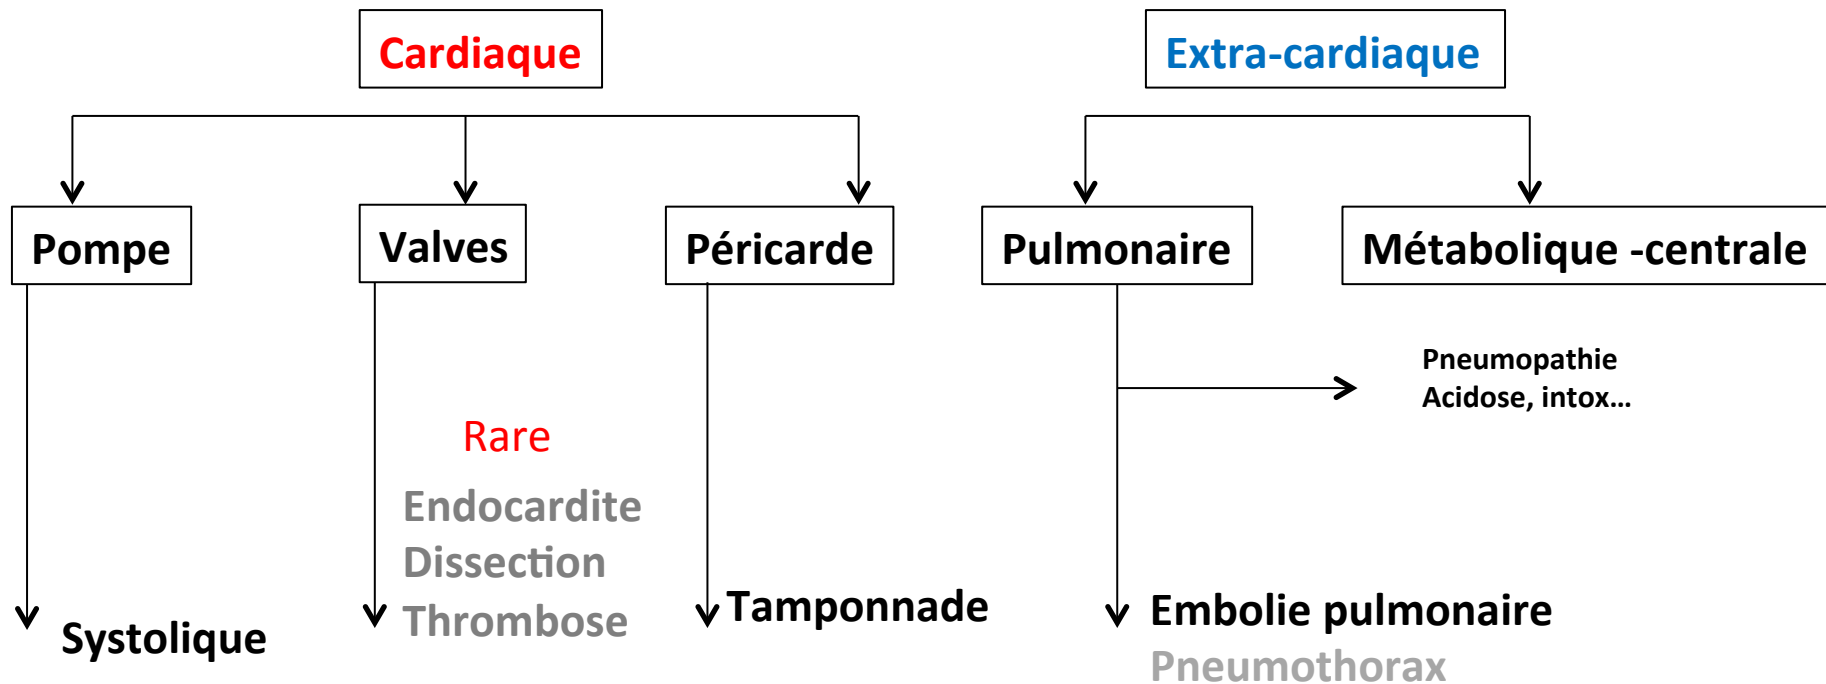 Cardiaque
Extra-cardiaque
Pompe
Valves
Péricarde
Pulmonaire
Métabolique -centrale
Pneumopathie
Acidose, intox...
Rare
Endocardite
Dissection
Thrombose
Systolique
Tamponnade
Embolie pulmonaire
Pneumothorax